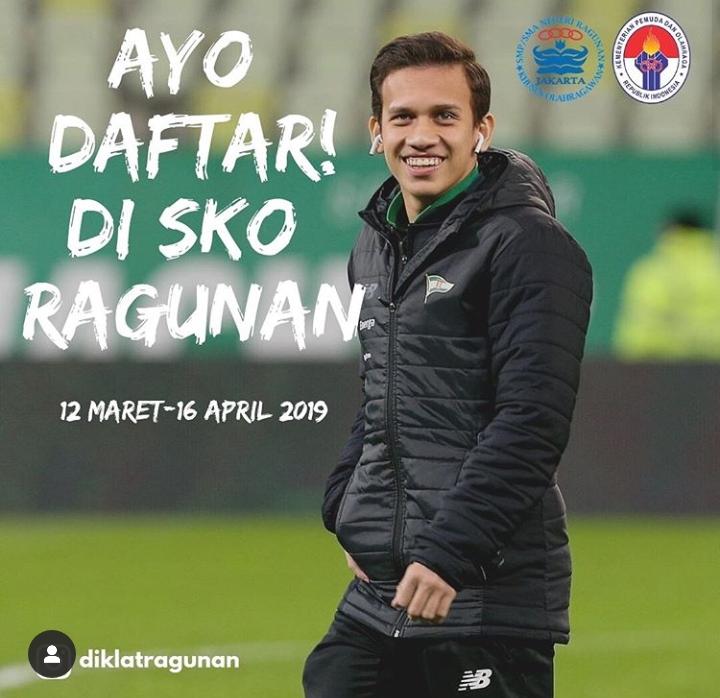 AYO
DAFTAR!
DI SKO
RAGUNAN
12 MARET-16 APRIL 2019
SMP/SMA NEGERI RAGUNAN
JAKARTA
KHUSUS OLAHRAGAWAN
KEMENTERIAN PEMUDA DAN OLAHRAGA
REPUBLIK INDONESIA
NB
Energa
NB
diklatragunan